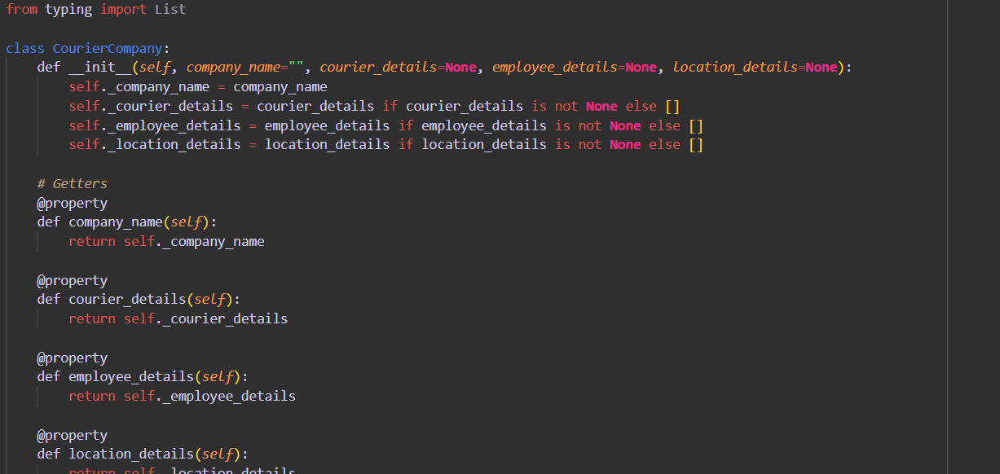 from typing import List
class CourierCompany:
    def __init__(self, company_name="", courier_details=None, employee_details=None, location_details=None):
        self._company_name = company_name
        self._courier_details = courier_details if courier_details is not None else []
        self._employee_details = employee_details if employee_details is not None else []
        self._location_details = location_details if location_details is not None else []
    # Getters
    @property
    def company_name(self):
        return self._company_name
    @property
    def courier_details(self):
        return self._courier_details
    @property
    def employee_details(self):
        return self._employee_details
    @property
    def location_details(self):
        return self._location_details